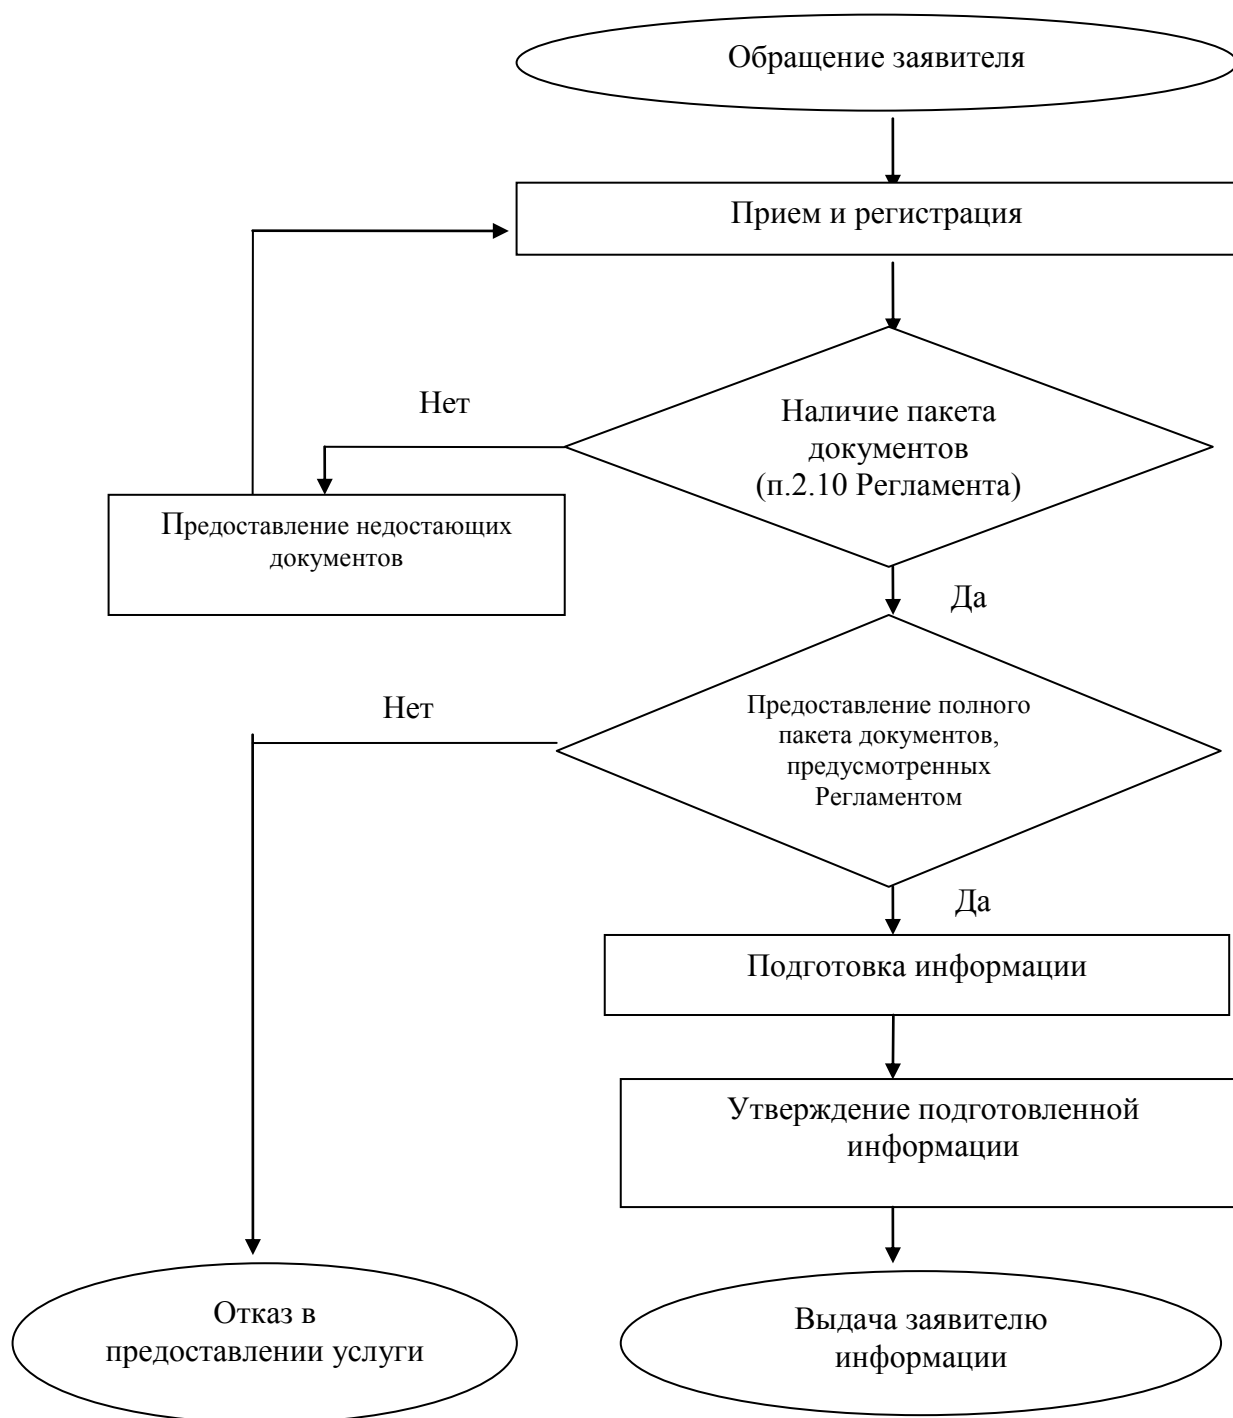 Обращение заявителя
Прием и регистрация
Нет
Наличие пакета
документов
(п.2.10 Регламента)
Предоставление недостающих
документов
Да
Нет
Предоставление полного
пакета документов,
предусмотренных
Регламентом
Да
Подготовка информации
Утверждение подготовленной
информации
Отказ в
предоставлении услуги
Выдача заявителю
информации